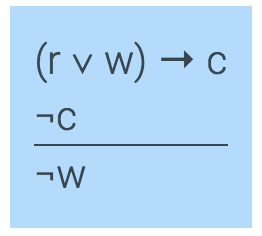 (r ∨ w) → c
¬c
¬w